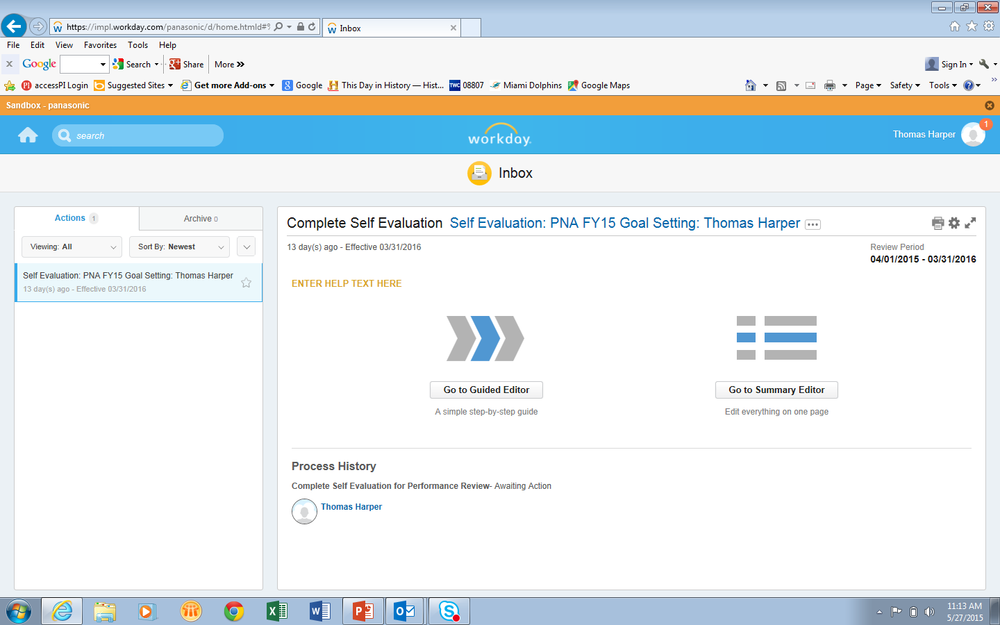 https://impl.workday.com/panasonic/d/home.htmld#
Inbox
File Edit View Favorites Tools Help
x Google Search Share More »
Sign In
accessPI Login Suggested Sites Get more Add-ons Google This Day in History — Hist... TWC 08807 Miami Dolphins Google Maps
Page Safety Tools
Sandbox - panasonic
search
workday.
Thomas Harper 1
Inbox
Actions 1
Archive 0
Viewing: All
Sort By: Newest
Self Evaluation: PNA FY15 Goal Setting: Thomas Harper
13 day(s) ago - Effective 03/31/2016
Complete Self Evaluation Self Evaluation: PNA FY15 Goal Setting: Thomas Harper
13 day(s) ago - Effective 03/31/2016
Review Period
04/01/2015 - 03/31/2016
ENTER HELP TEXT HERE
Go to Guided Editor
A simple step-by-step guide
Go to Summary Editor
Edit everything on one page
Process History
Complete Self Evaluation for Performance Review- Awaiting Action
Thomas Harper
11:13 AM
5/27/2015